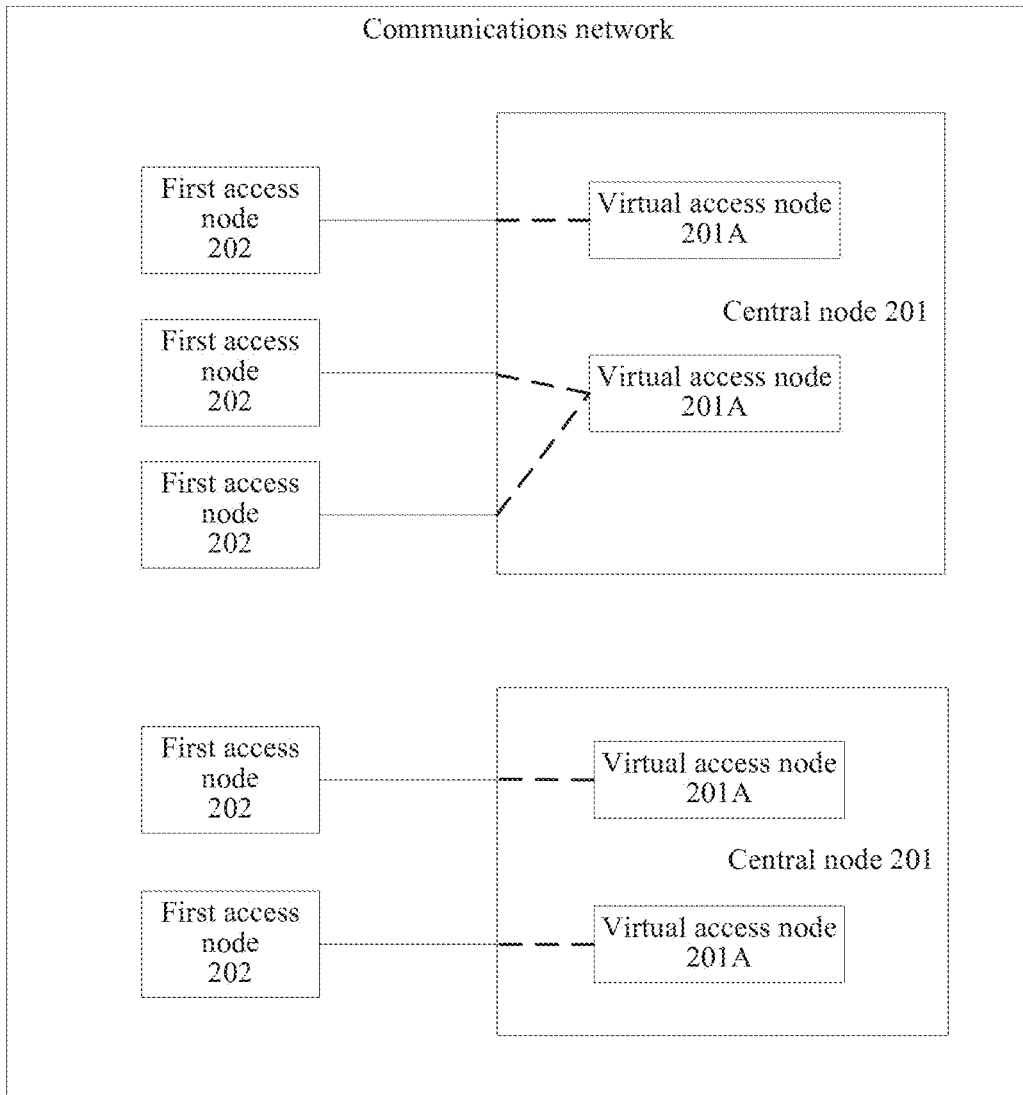 Communications network
First access
node
202
Virtual access node
201A
Central node 201
First access
node
202
Virtual access node
201A
First access
node
202
First access
node
202
Virtual access node
201A
Central node 201
First access
node
202
Virtual access node
201A